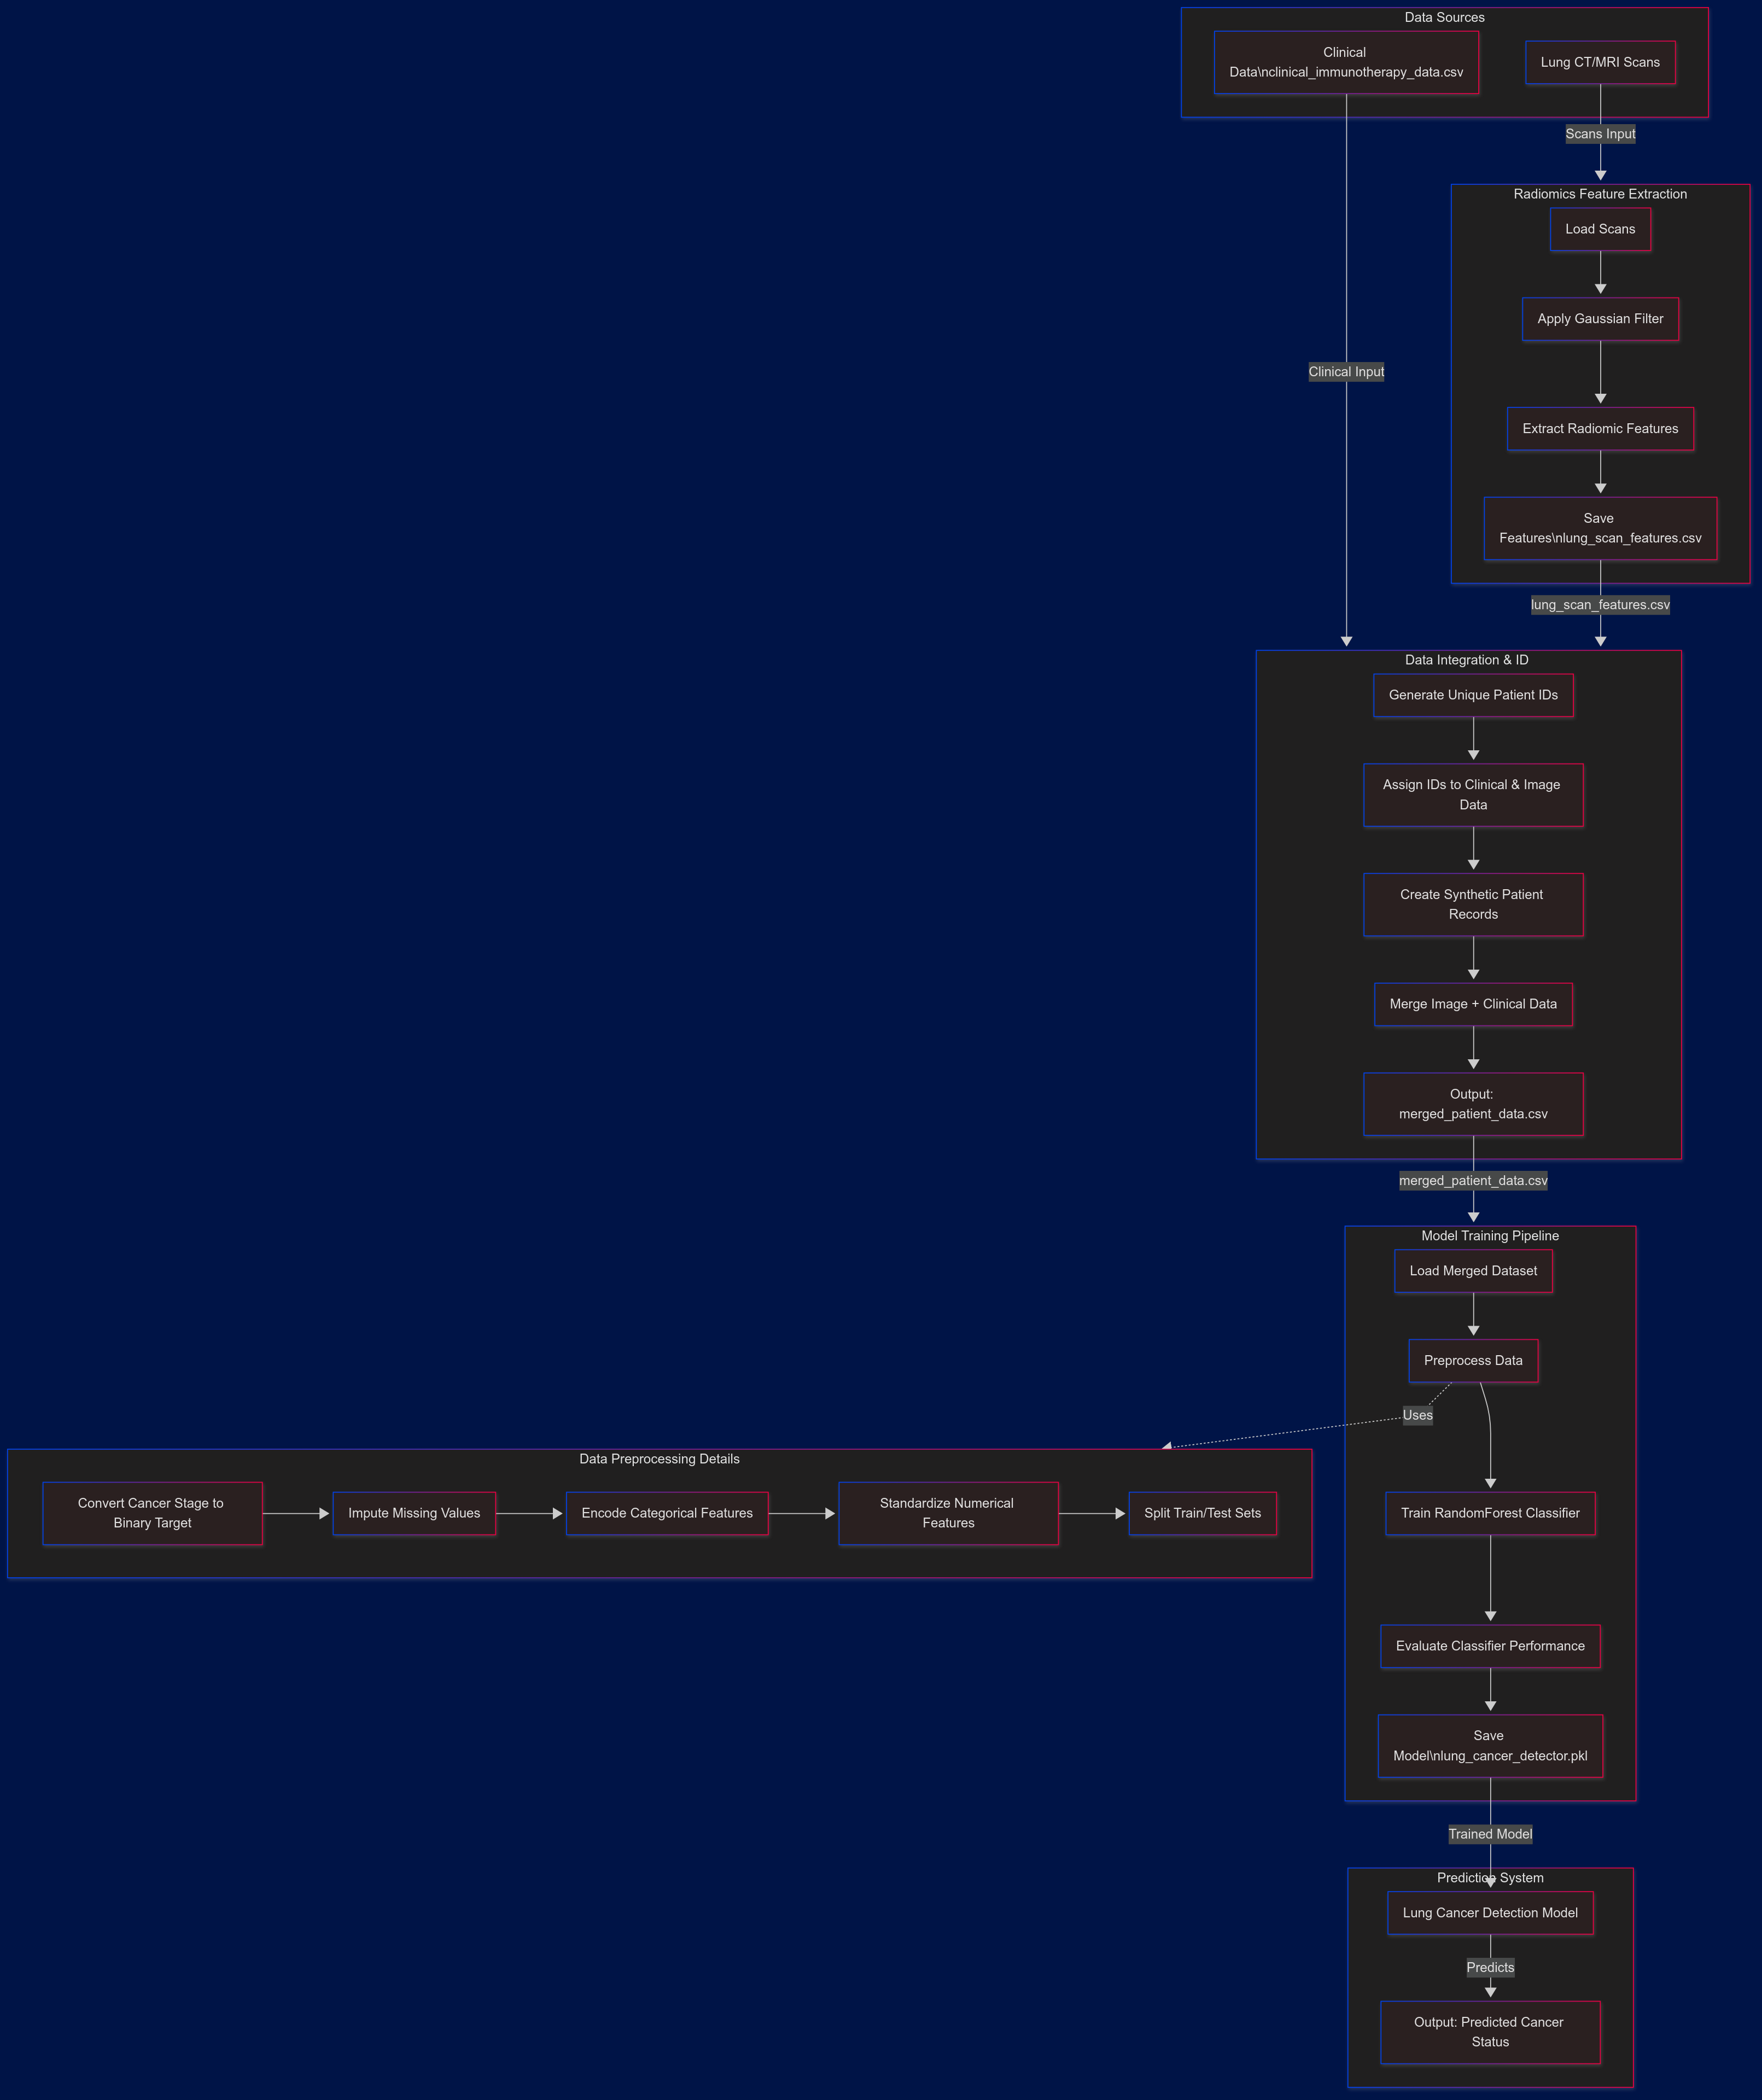 Data Sources
Clinical
Data\nclinical_immunotherapy_data.csv
Lung CT/MRI Scans
Scans Input
Radiomics Feature Extraction
Load Scans
Apply Gaussian Filter
Clinical Input
Extract Radiomic Features
Save
Features\nlung_scan_features.csv
lung_scan_features.csv
Data Integration & ID
Generate Unique Patient IDs
Assign IDs to Clinical & Image
Data
Create Synthetic Patient
Records
Merge Image + Clinical Data
Output:
merged_patient_data.csv
merged_patient_data.csv
Model Training Pipeline
Load Merged Dataset
Preprocess Data
Uses
Data Preprocessing Details
Convert Cancer Stage to
Binary Target
Impute Missing Values
Encode Categorical Features
Standardize Numerical
Features
Split Train/Test Sets
Train RandomForest Classifier
Evaluate Classifier Performance
Save
Model\nlung_cancer_detector.pkl
Trained Model
Prediction System
Lung Cancer Detection Model
Predicts
Output: Predicted Cancer
Status